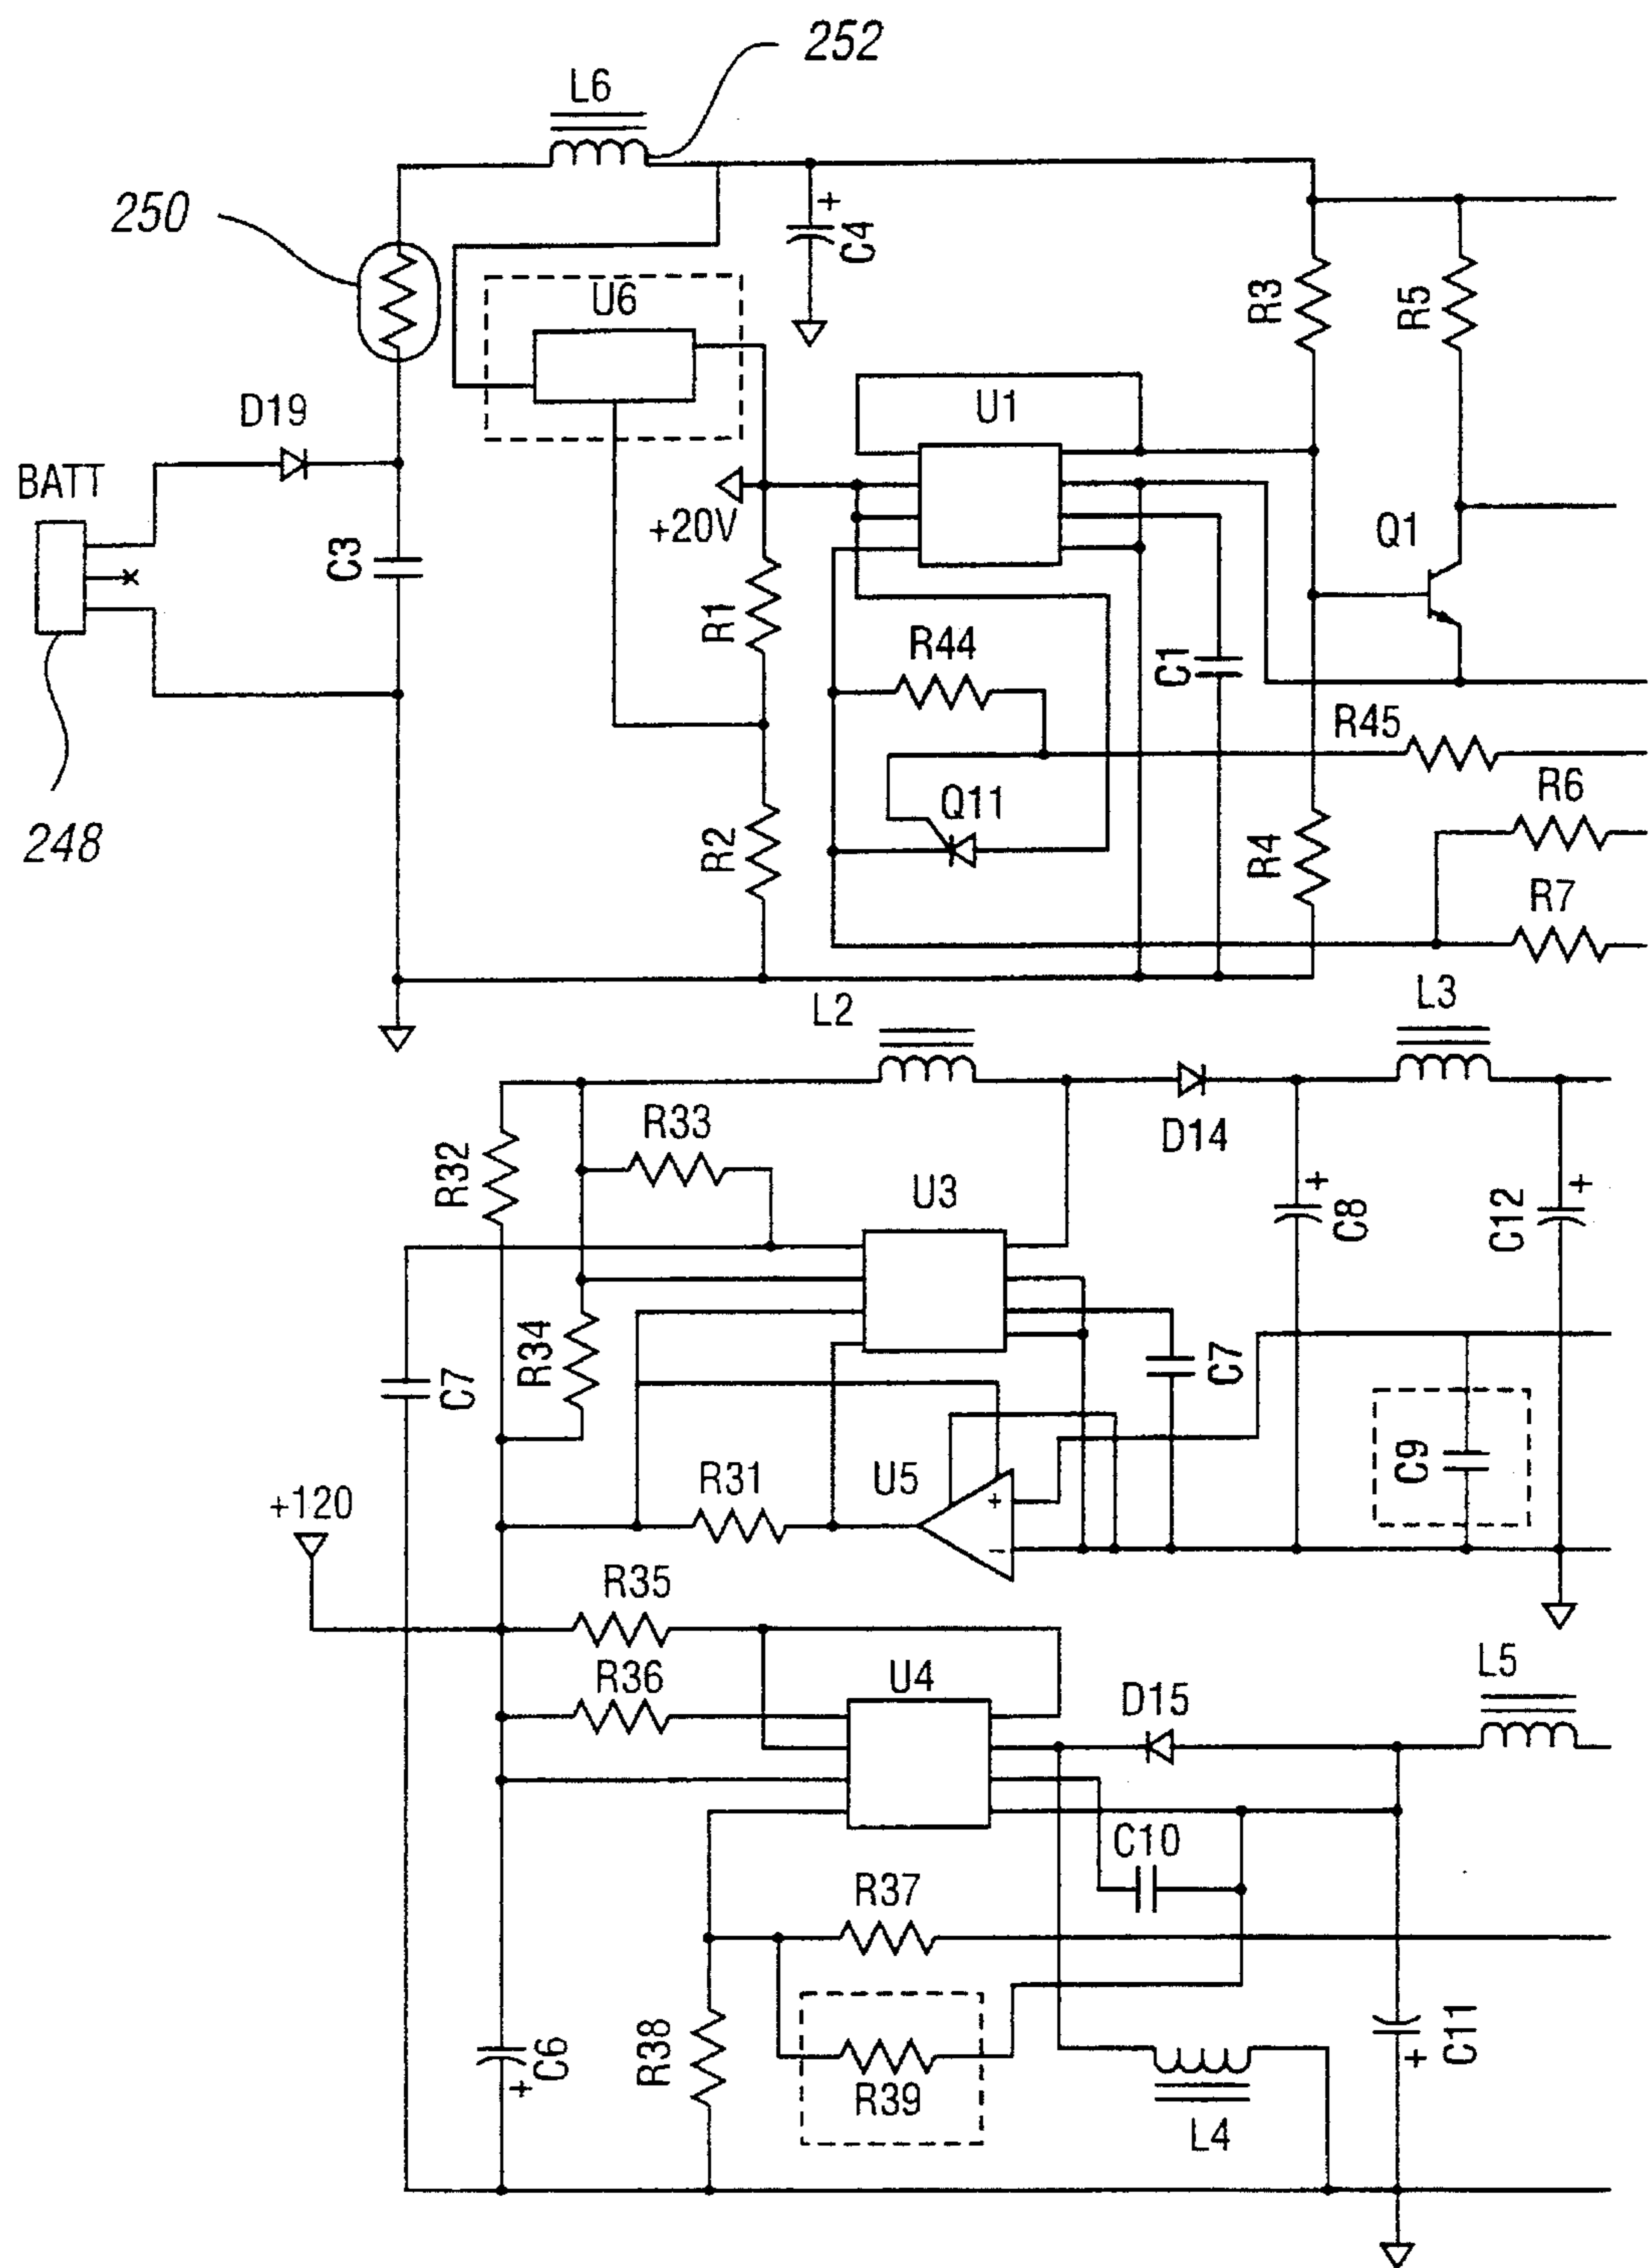 252
L6
250
+
C4
U6
R3
R5
D19
U1
BATT
Q1
+20V
C3
R1
R44
C1
R45
Q11
R6
248
R2
R4
R7
L2
L3
R33
D14
R32
U3
+
C8
+
C12
R34
C7
C7
C9
R31
U5
+120
+
−
R35
R36
U4
L5
D15
C10
R37
R38
C6
+
R39
+
C11
L4